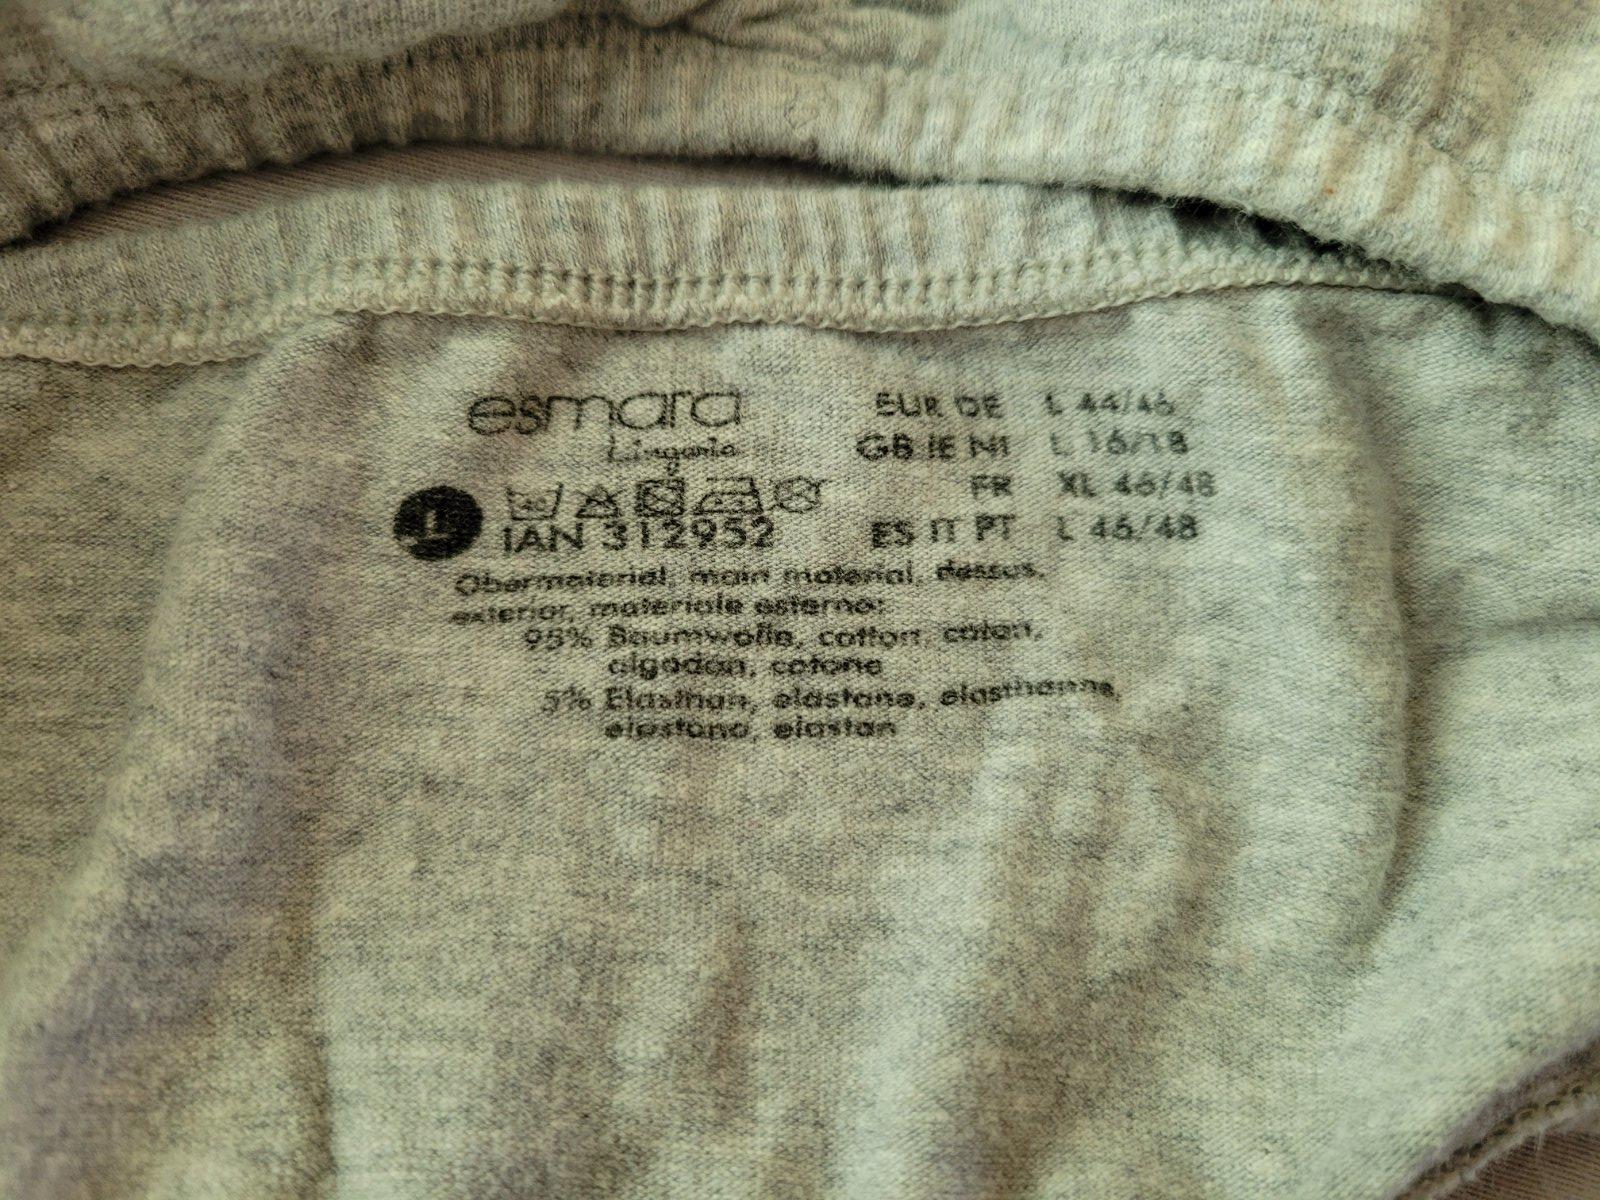 esmara
Lingerie
EUR DE L 44/46
GB IE NI L 16/18
FR XL 46/48
ES IT PT L 46/48
L
IAN 312952
Obermaterial, main material, dessus,
exterior, materiale esterno:
95% Baumwolle, cotton, coton,
algodón, cotone
5% Elasthan, elastane, élasthanne,
elastano, elastan